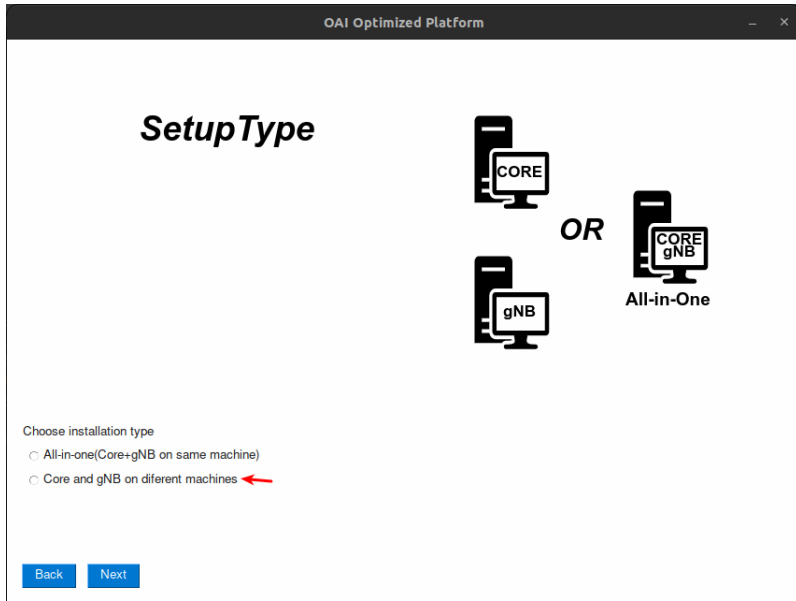 OAI Optimized Platform
SetupType
CORE
OR
CORE
gNB
All-in-One
gNB
Choose installation type
All-in-one(Core+gNB on same machine)
Core and gNB on diferent machines
Back Next